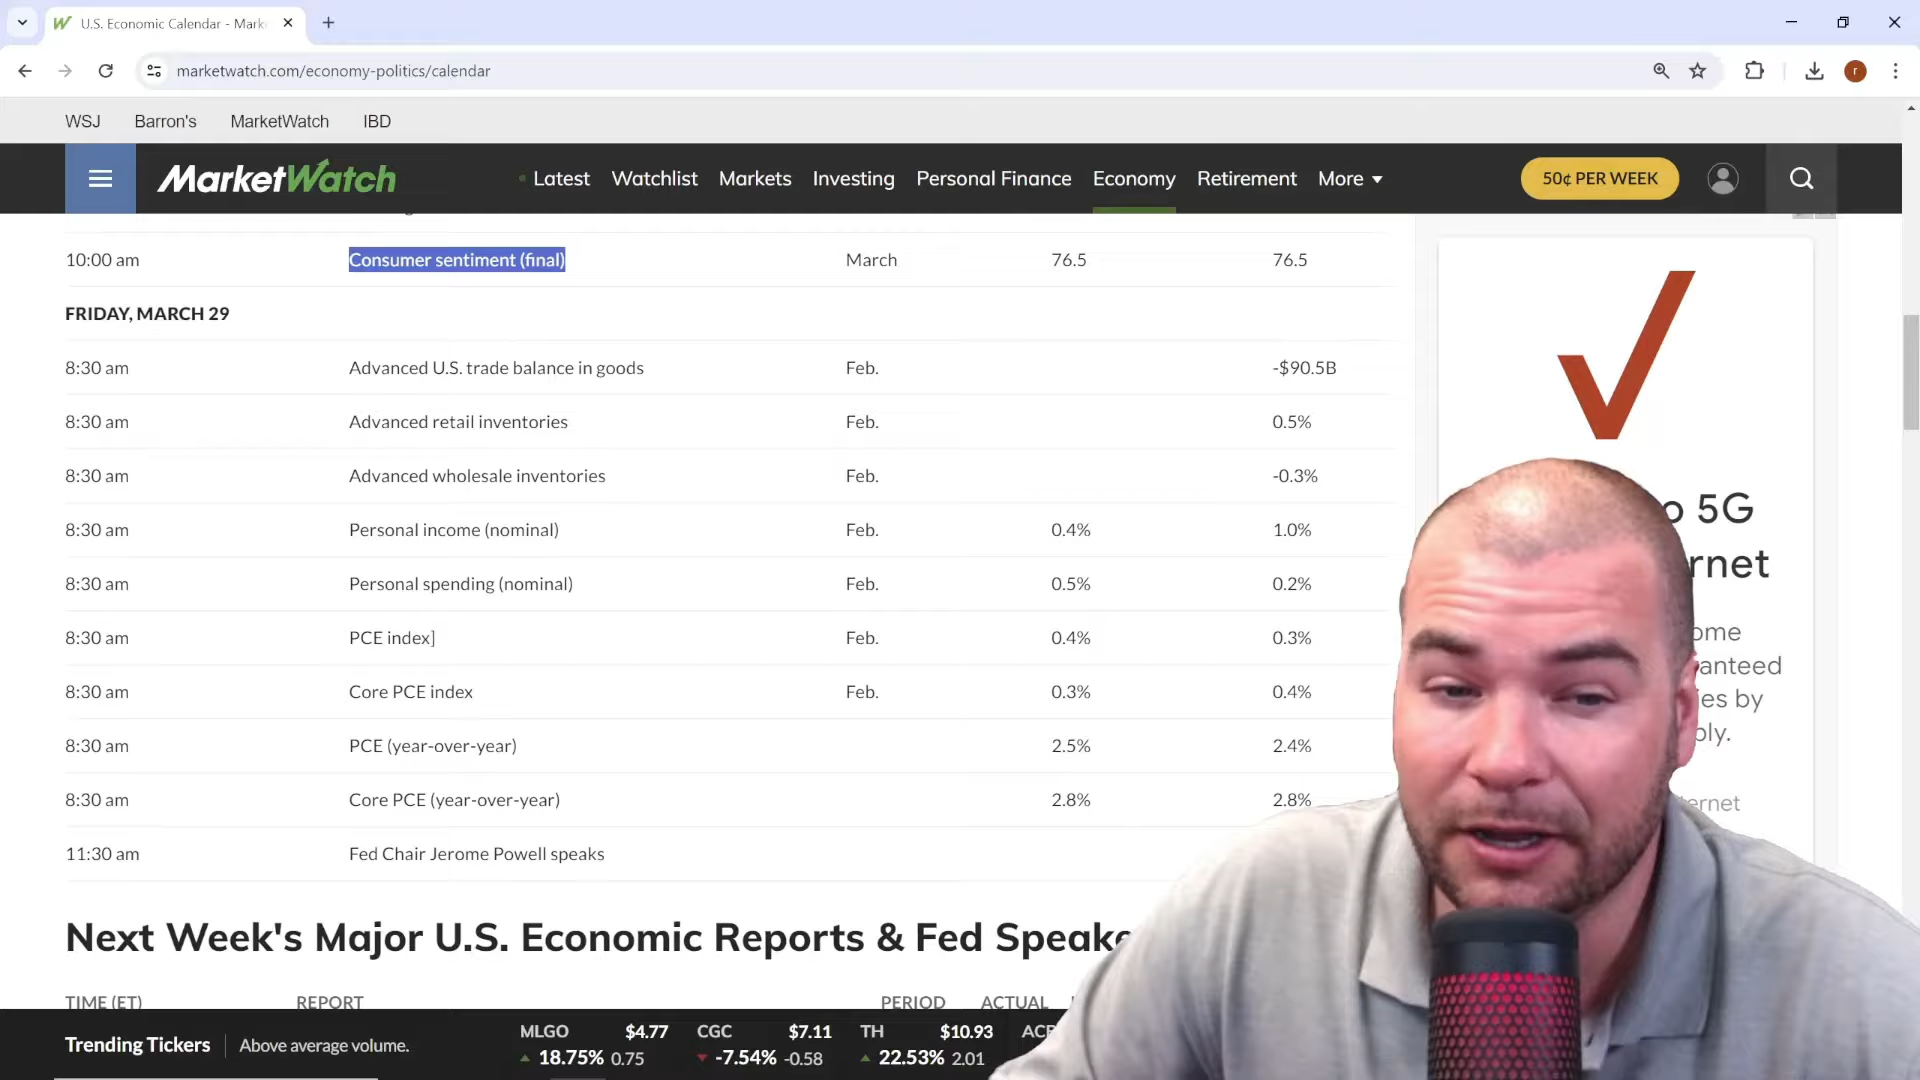 U.S. Economic Calendar - Mark
marketwatch.com/economy-politics/calendar
r
WSJ Barron's MarketWatch IBD
MarketWatch Latest Watchlist Markets Investing Personal Finance Economy Retirement More 50¢ PER WEEK
10:00 am Consumer sentiment (final) March 76.5 76.5
FRIDAY, MARCH 29
8:30 am Advanced U.S. trade balance in goods Feb. -$90.5B
8:30 am Advanced retail inventories Feb. 0.5%
8:30 am Advanced wholesale inventories Feb. -0.3%
8:30 am Personal income (nominal) Feb. 0.4% 1.0%
8:30 am Personal spending (nominal) Feb. 0.5% 0.2%
8:30 am PCE index] Feb. 0.4% 0.3%
8:30 am Core PCE index Feb. 0.3% 0.4%
8:30 am PCE (year-over-year) 2.5% 2.4%
8:30 am Core PCE (year-over-year) 2.8% 2.8%
11:30 am Fed Chair Jerome Powell speaks
5G
Next Week's Major U.S. Economic Reports & Fed Speake
TIME (ET) REPORT PERIOD ACTUAL
Trending Tickers Above average volume.
MLGO $4.77 CGC $7.11 TH $10.93 ACB
18.75% 0.75 -7.54% -0.58 22.53% 2.01